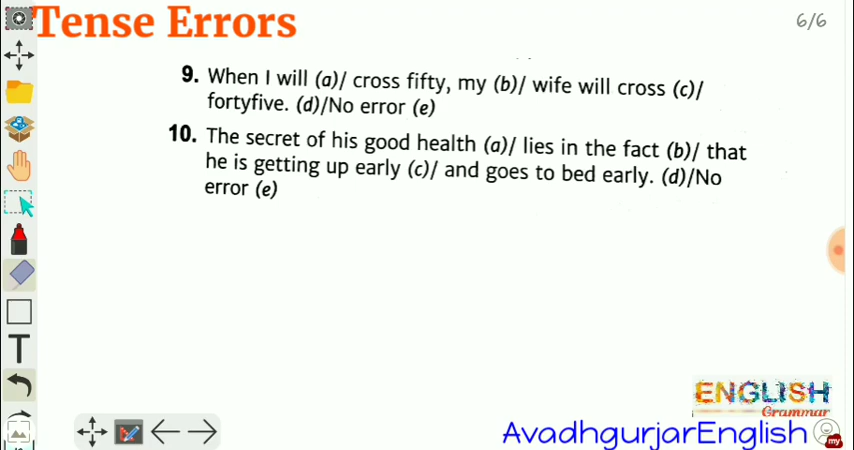 Tense Errors
6/6
9. When I will (a)/ cross fifty, my (b)/ wife will cross (c)/
fortyfive. (d)/No error (e)
10. The secret of his good health (a)/ lies in the fact (b)/ that
he is getting up early (c)/ and goes to bed early. (d)/No
error (e)
T
ENGLISH
Grammar
AvadhgurjarEnglish
my